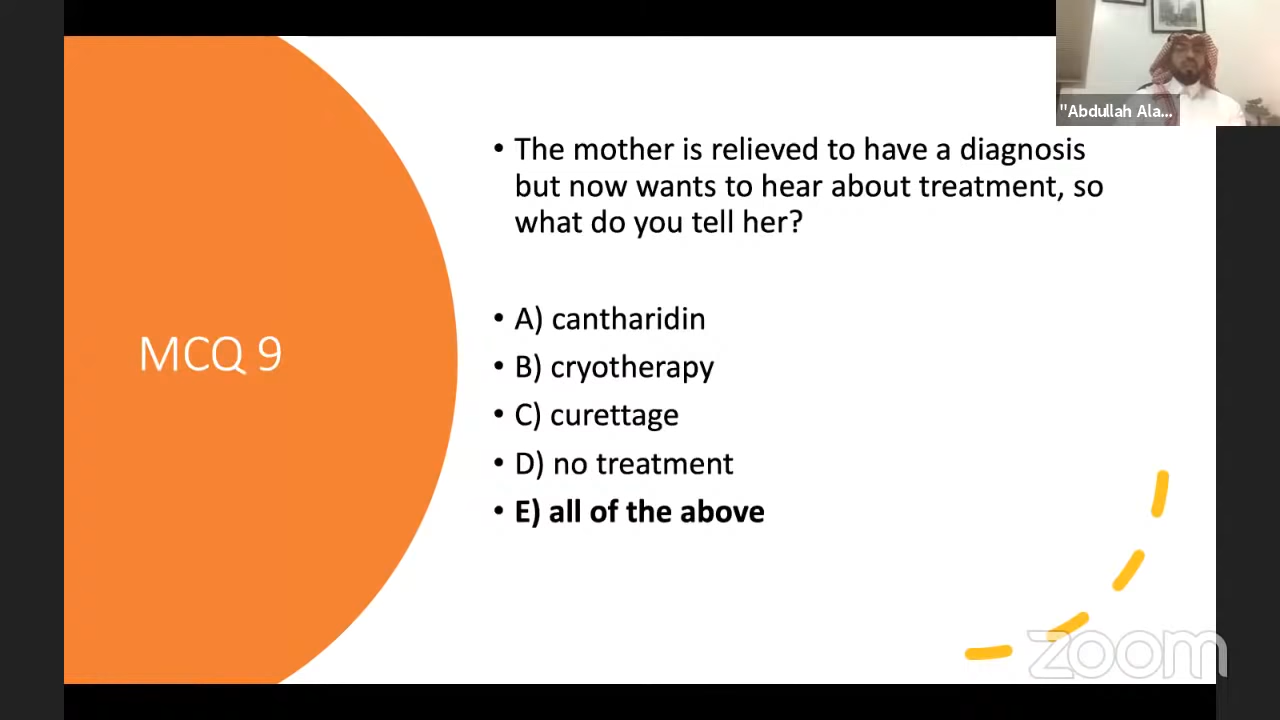 "Abdullah Ala...
• The mother is relieved to have a diagnosis
but now wants to hear about treatment, so
what do you tell her?
MCQ 9
• A) cantharidin
• B) cryotherapy
• C) curettage
• D) no treatment
• E) all of the above
zoom